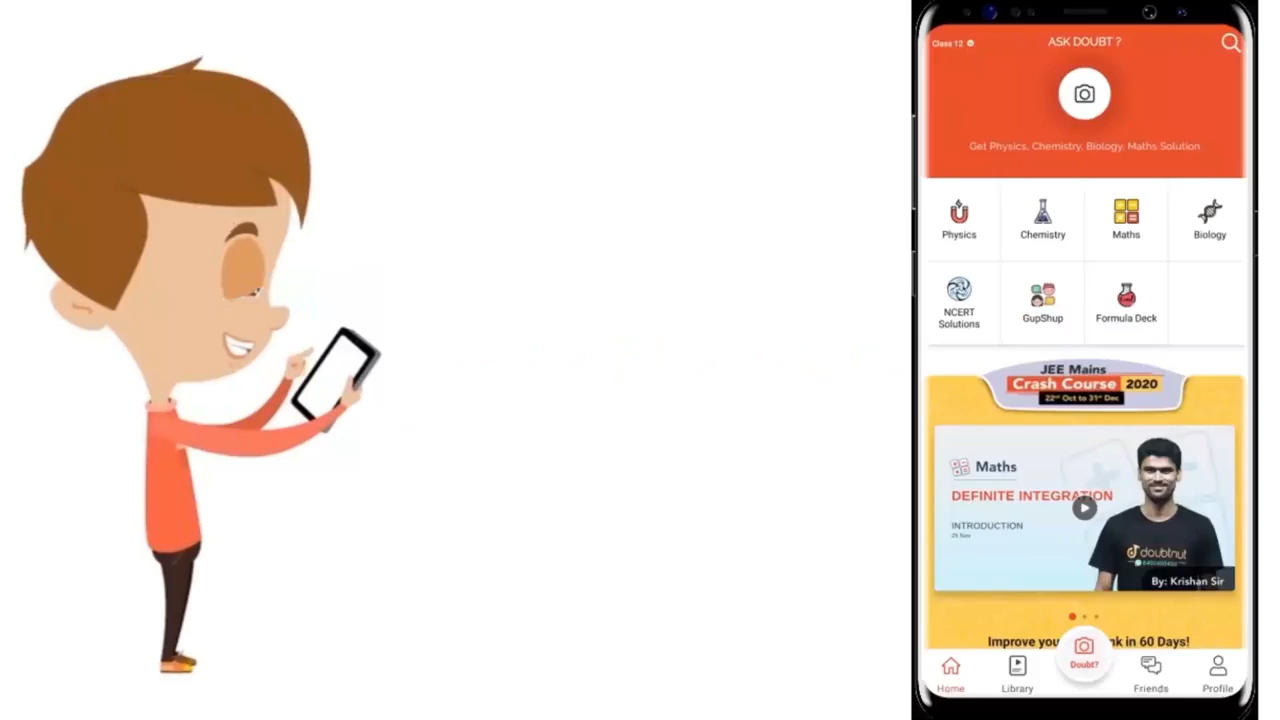 Class 12
ASK DOUBT ?
Get Physics, Chemistry, Biology, Maths Solution
Physics
Chemistry
Maths
Biology
NCERT
Solutions
GupShup
Formula Deck
JEE Mains
Crash Course 2020
22nd Oct to 31st Dec
Maths
DEFINITE INTEGRATION
INTRODUCTION
25 Nov
doubtnut
By: Krishan Sir
in 60 Days!
Doubt?
Home
Library
Friends
Profile